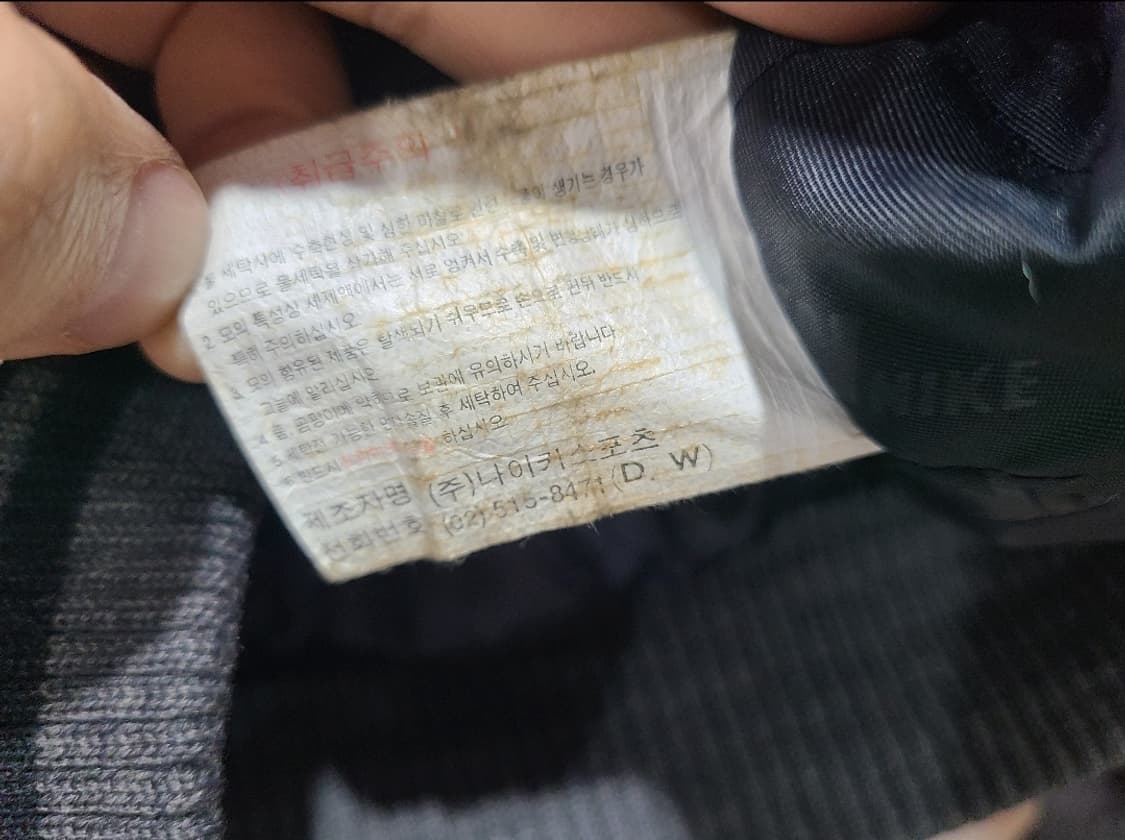 취급주의
세탁시에 수축현상 및 심한 마찰로 생기는 경우가
있으므로 물세탁을 삼가해 주십시오
2. 모의 특성상 세제액에서는 서로 엉켜서 수축 및
특히 주의하십시오
모의 함유된 제품은 탈색되기 쉬우므로 손으로 반드시
그늘에 말리십시오
4. 좀, 곰팡이에 약하므로 보관에 유의하시기 바랍니다
5. 세탁전 가능한 면 솔질 후 세탁하여 주십시오.
반드시 하십시오
제조자명 (주)나이키스포츠
전화번호 (02) 515-8471 (D. W)
NIKE